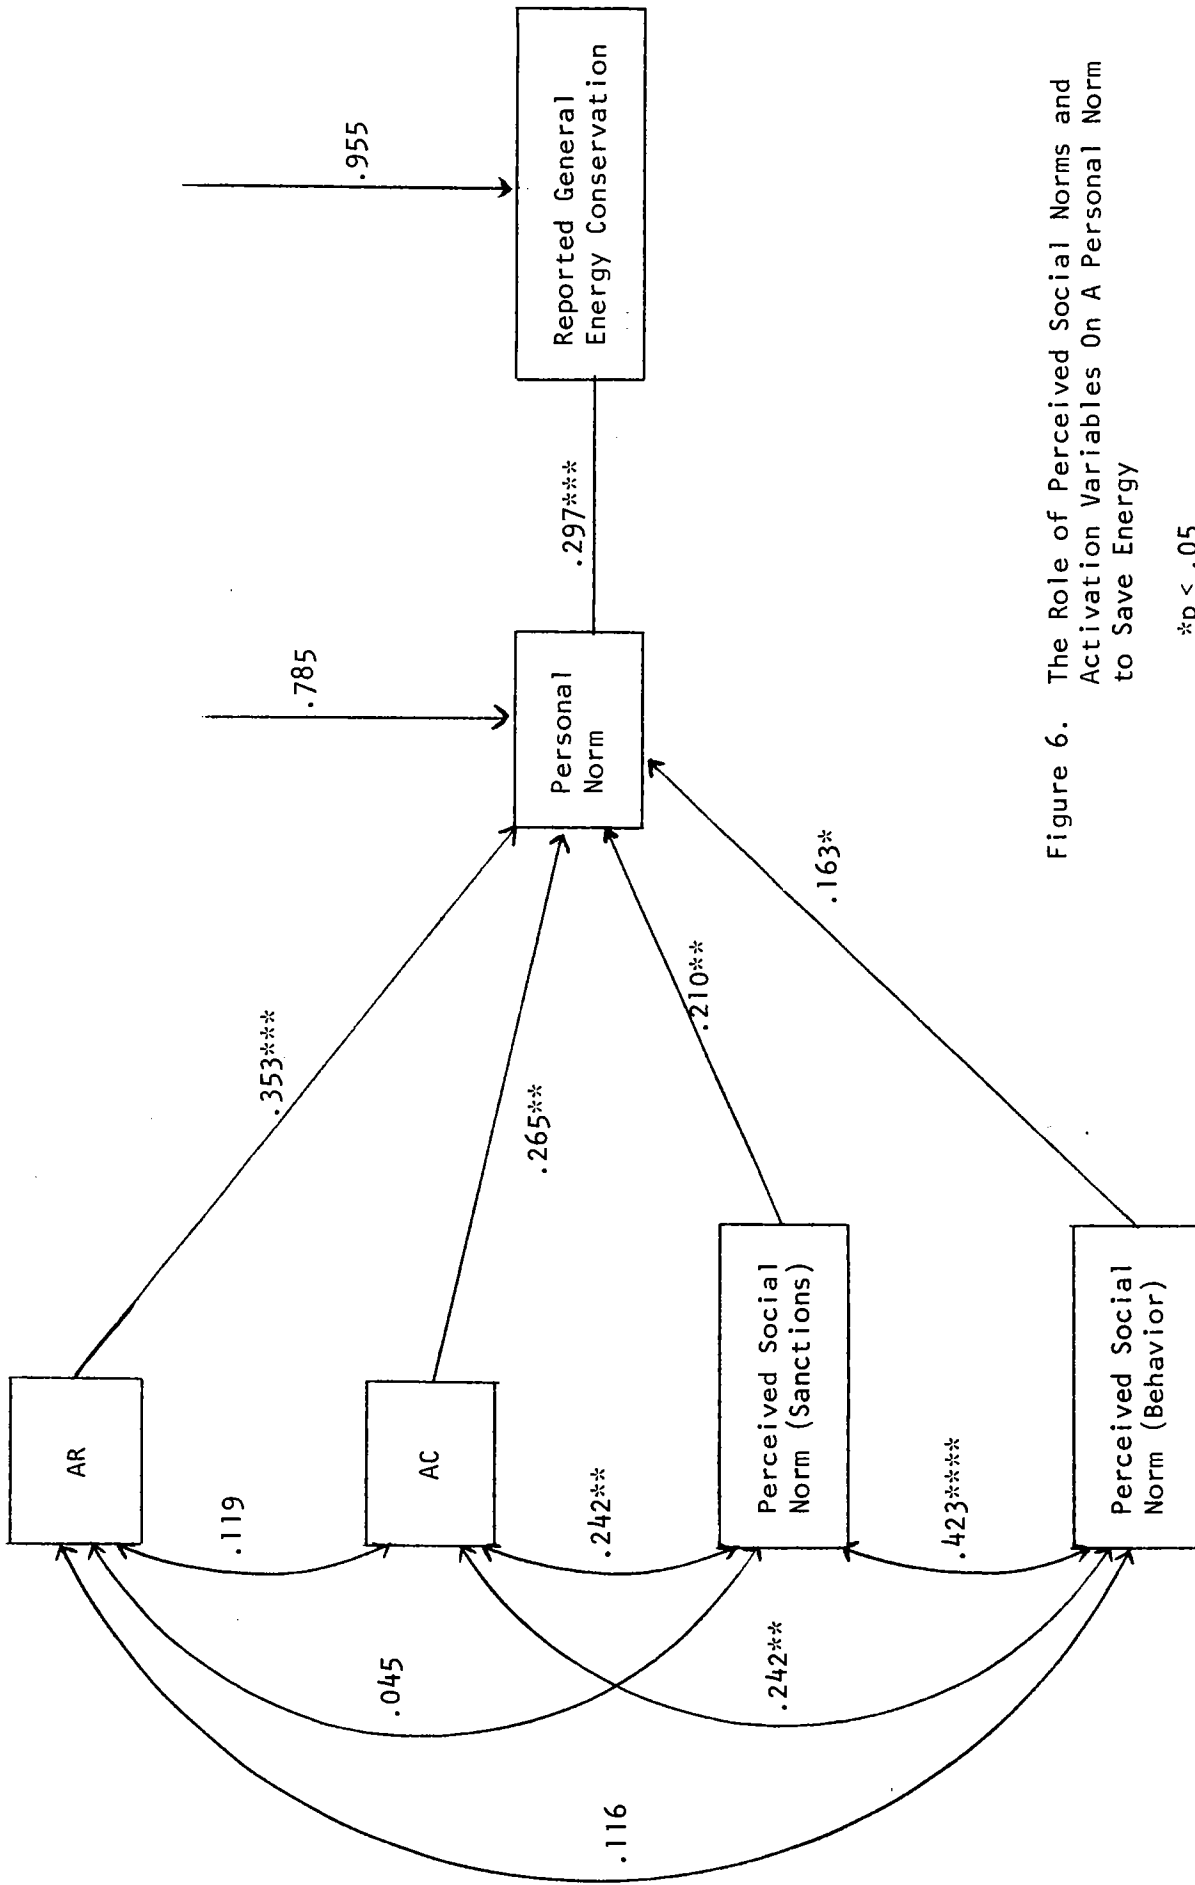 AR
AC
Perceived Social
Norm (Sanctions)
Perceived Social
Norm (Behavior)
.119
.242**
.423****
.045
.242**
.116
.353***
.265**
.210**
.163*
Personal
Norm
.785
.297***
Reported General
Energy Conservation
.955
Figure 6. The Role of Perceived Social Norms and
Activation Variables On A Personal Norm
to Save Energy
*p < .05